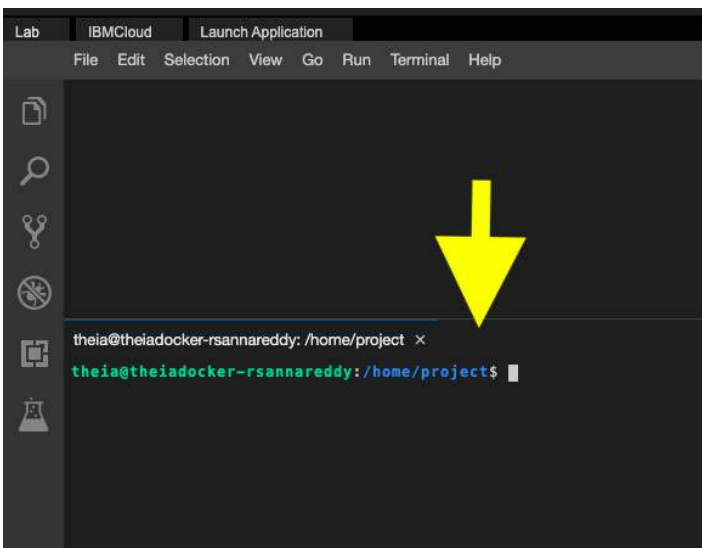 Lab IBMCloud Launch Application
File Edit Selection View Go Run Terminal Help
theia@theiadocker-rsannareddy: /home/project ×
theia@theiadocker-rsannareddy:/home/project$